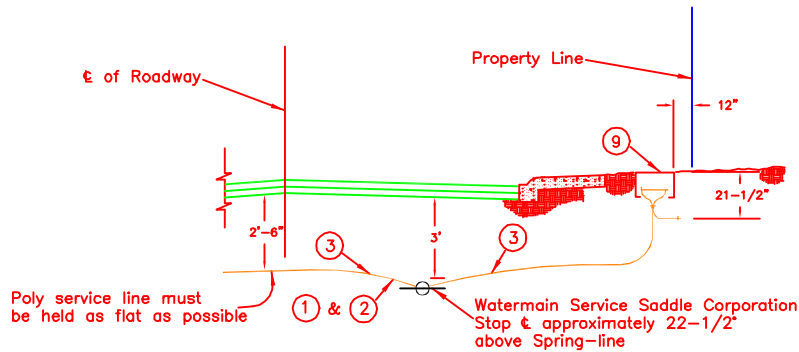 Property Line
℄ of Roadway
12"
9
21-1/2"
2'-6"
3
3'
3
Poly service line must
be held as flat as possible
1 & 2
Watermain Service Saddle Corporation
Stop ℄ approximately 22-1/2°
above Spring-line